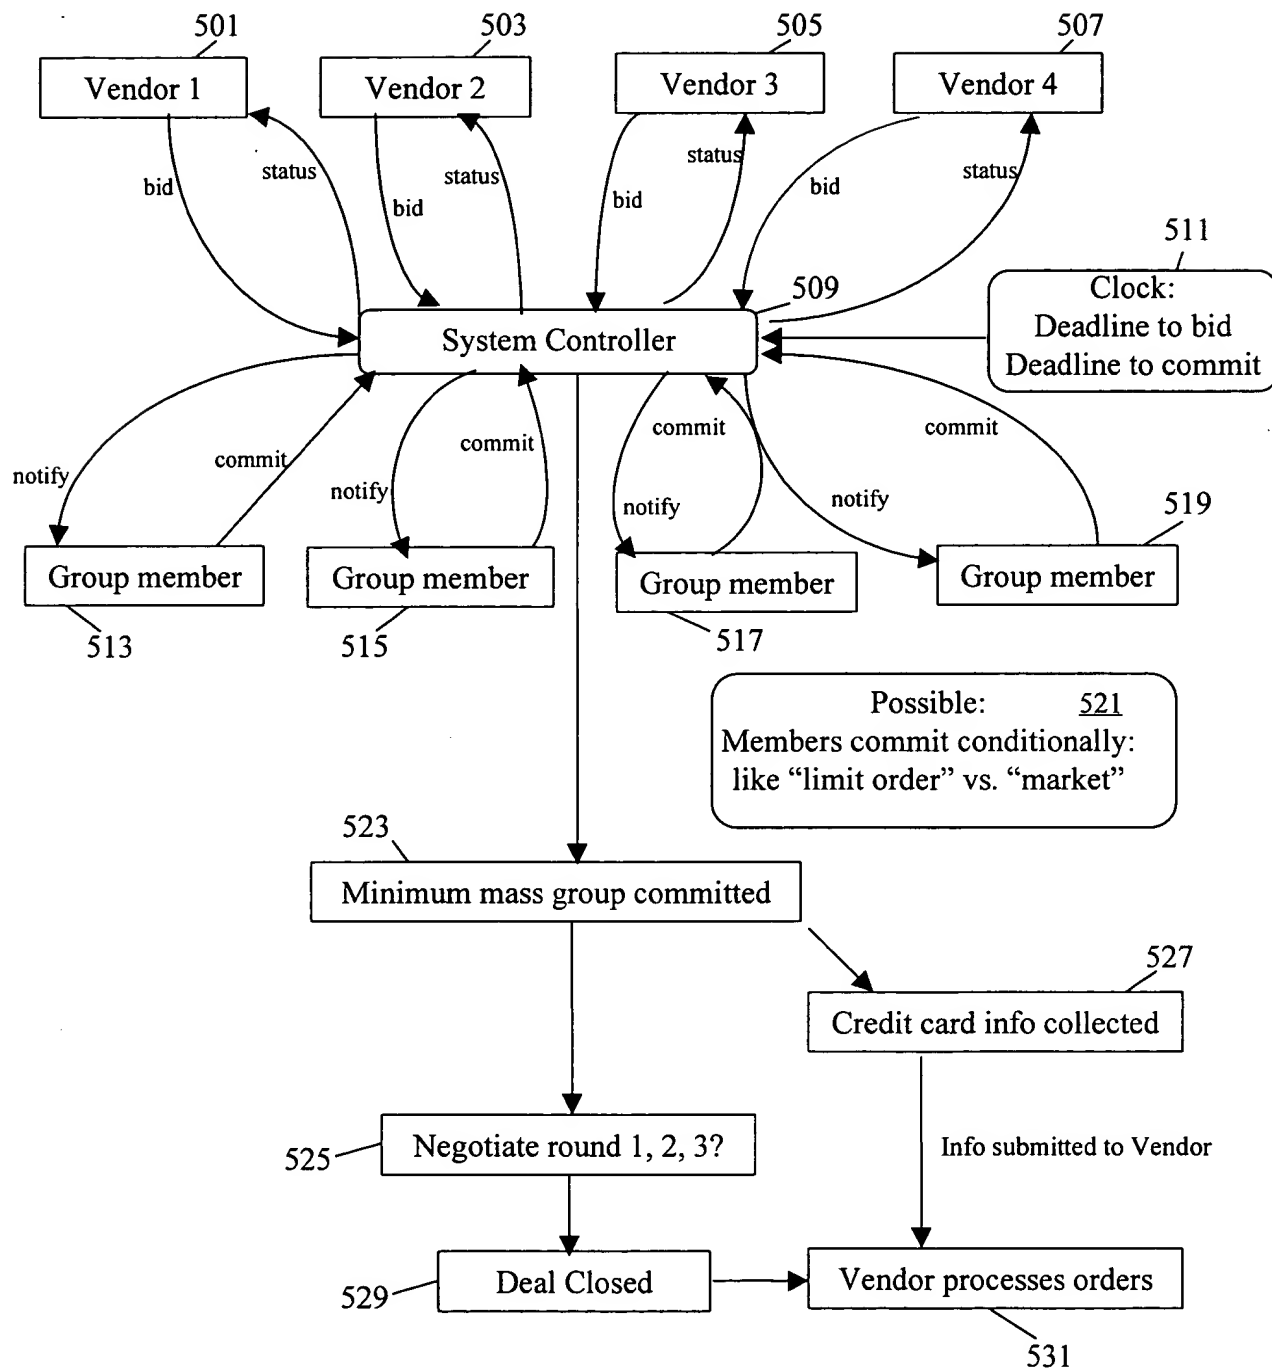 501
503
505
507
Vendor 1
Vendor 2
Vendor 3
Vendor 4
bid
status
bid
status
bid
status
bid
status
511
Clock:
Deadline to bid
Deadline to commit
509
System Controller
notify
commit
notify
commit
notify
commit
notify
commit
519
Group member
Group member
Group member
Group member
513
515
517
Possible:
521
Members commit conditionally:
like “limit order” vs. “market”
523
Minimum mass group committed
527
Credit card info collected
525
Negotiate round 1, 2, 3?
Info submitted to Vendor
529
Deal Closed
Vendor processes orders
531